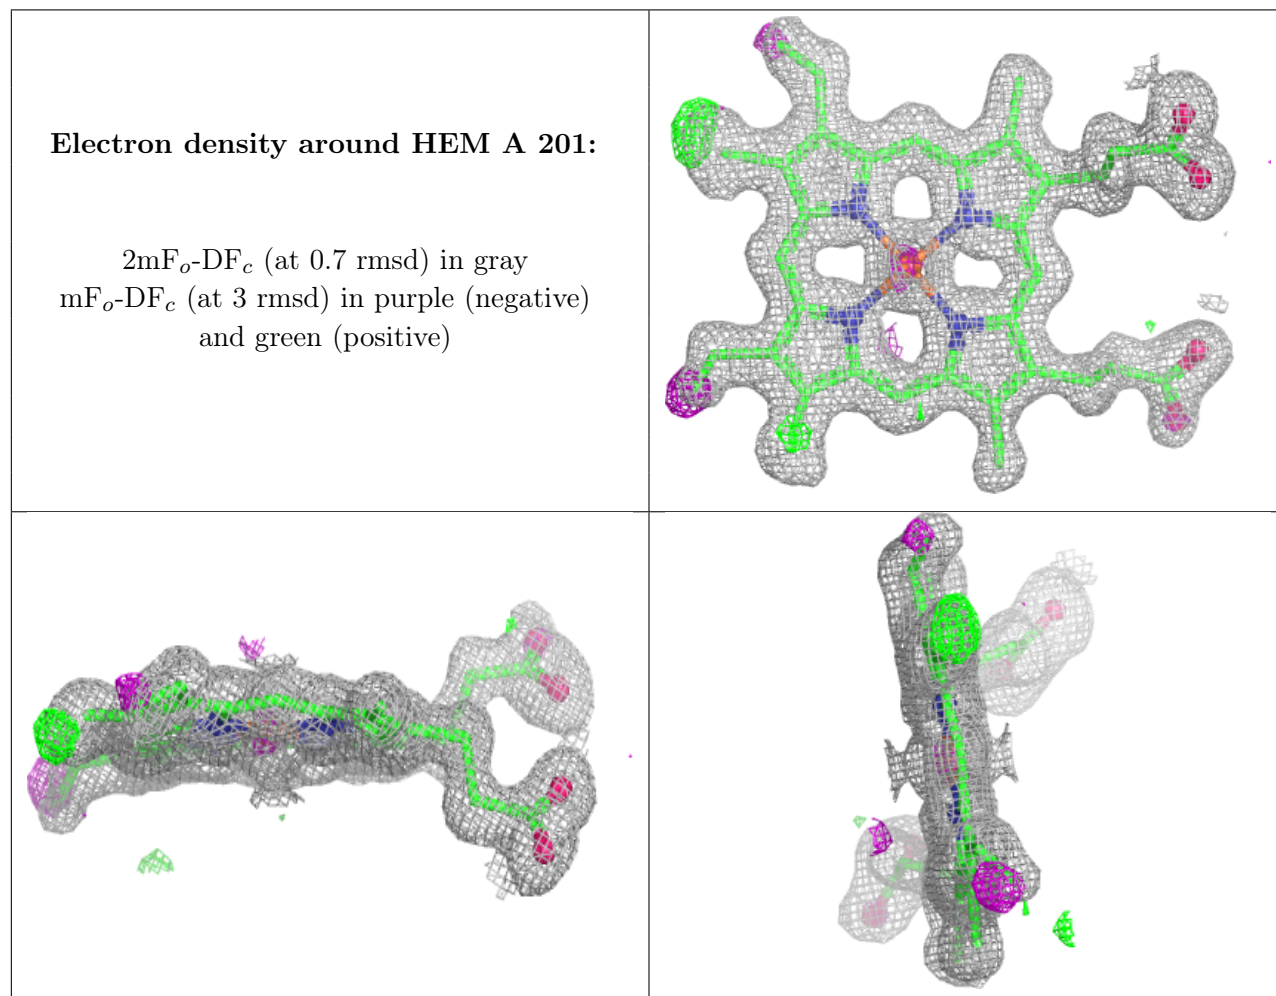 Electron density around HEM A 201:
2mFo-DFc (at 0.7 rmsd) in gray
mFo-DFc (at 3 rmsd) in purple (negative)
and green (positive)